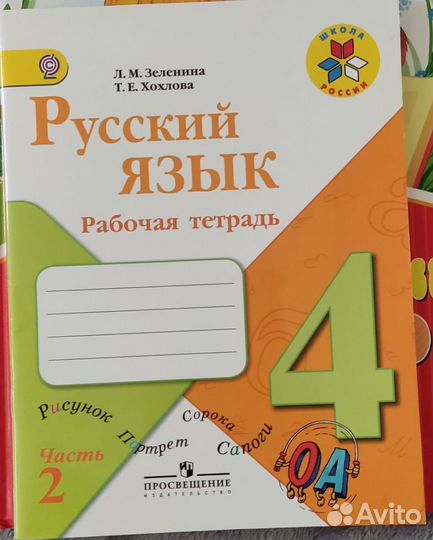 Л. М. Зеленина
Т. Е. Хохлова
ШКОЛА
РОССИИ
Русский
язык
Рабочая тетрадь
4
Рисунок
Портрет
Сорока
Сапоги
ОА
Часть
2
ПРОСВЕЩЕНИЕ
ИЗДАТЕЛЬСТВО
Avito